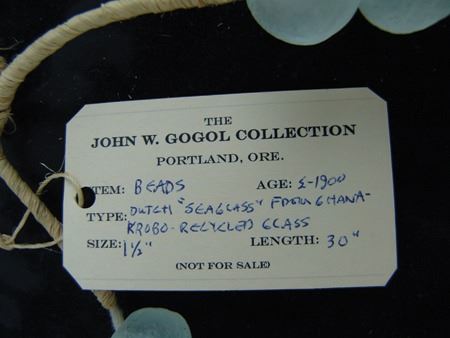 THE
JOHN W. GOGOL COLLECTION
PORTLAND, ORE.
ITEM: BEADS AGE: ≤-1900
TYPE: DUTCH "SEAGLASS" FROM GHANA-
KROBO-RECYCLED GLASS
SIZE: 1½" LENGTH: 30"
(NOT FOR SALE)